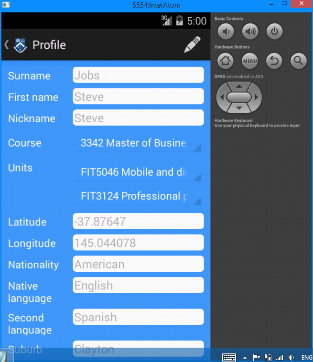 5554:IntelAtom
3G 5:00
Profile
Surname Jobs
First name Steve
Nickname Steve
Course 3342 Master of Busine
Units FIT5046 Mobile and di
FIT3124 Professional p
Latitude -37.87647
Longitude 145.044078
Nationality American
Native
language English
Second
language Spanish
Suburb Clayton
Basic Controls
Hardware Buttons
MENU
DPAD not enabled in AVD
Hardware Keyboard
Use your physical keyboard to provide input
ENG